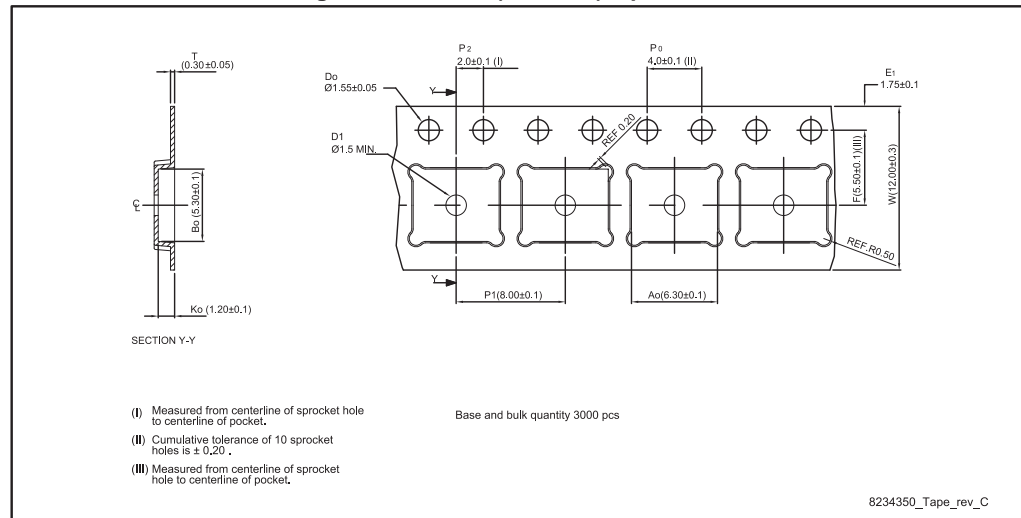 P2
2.0±0.1 (I)
P0
4.0±0.1 (II)
T
(0.30±0.05)
E1
1.75±0.1
Do
Ø1.55±0.05
Y
D1
Ø1.5 MIN.
REF 0.20
F(5.50±0.1)(III)
W(12.00±0.3)
CL
Bo (5.30±0.1)
REF.R0.50
Y
P1(8.00±0.1)
Ao(6.30±0.1)
Ko (1.20±0.1)
SECTION Y-Y
(I) Measured from centerline of sprocket hole
to centerline of pocket.
Base and bulk quantity 3000 pcs
(II) Cumulative tolerance of 10 sprocket
holes is ± 0.20 .
(III) Measured from centerline of sprocket
hole to centerline of pocket.
8234350_Tape_rev_C